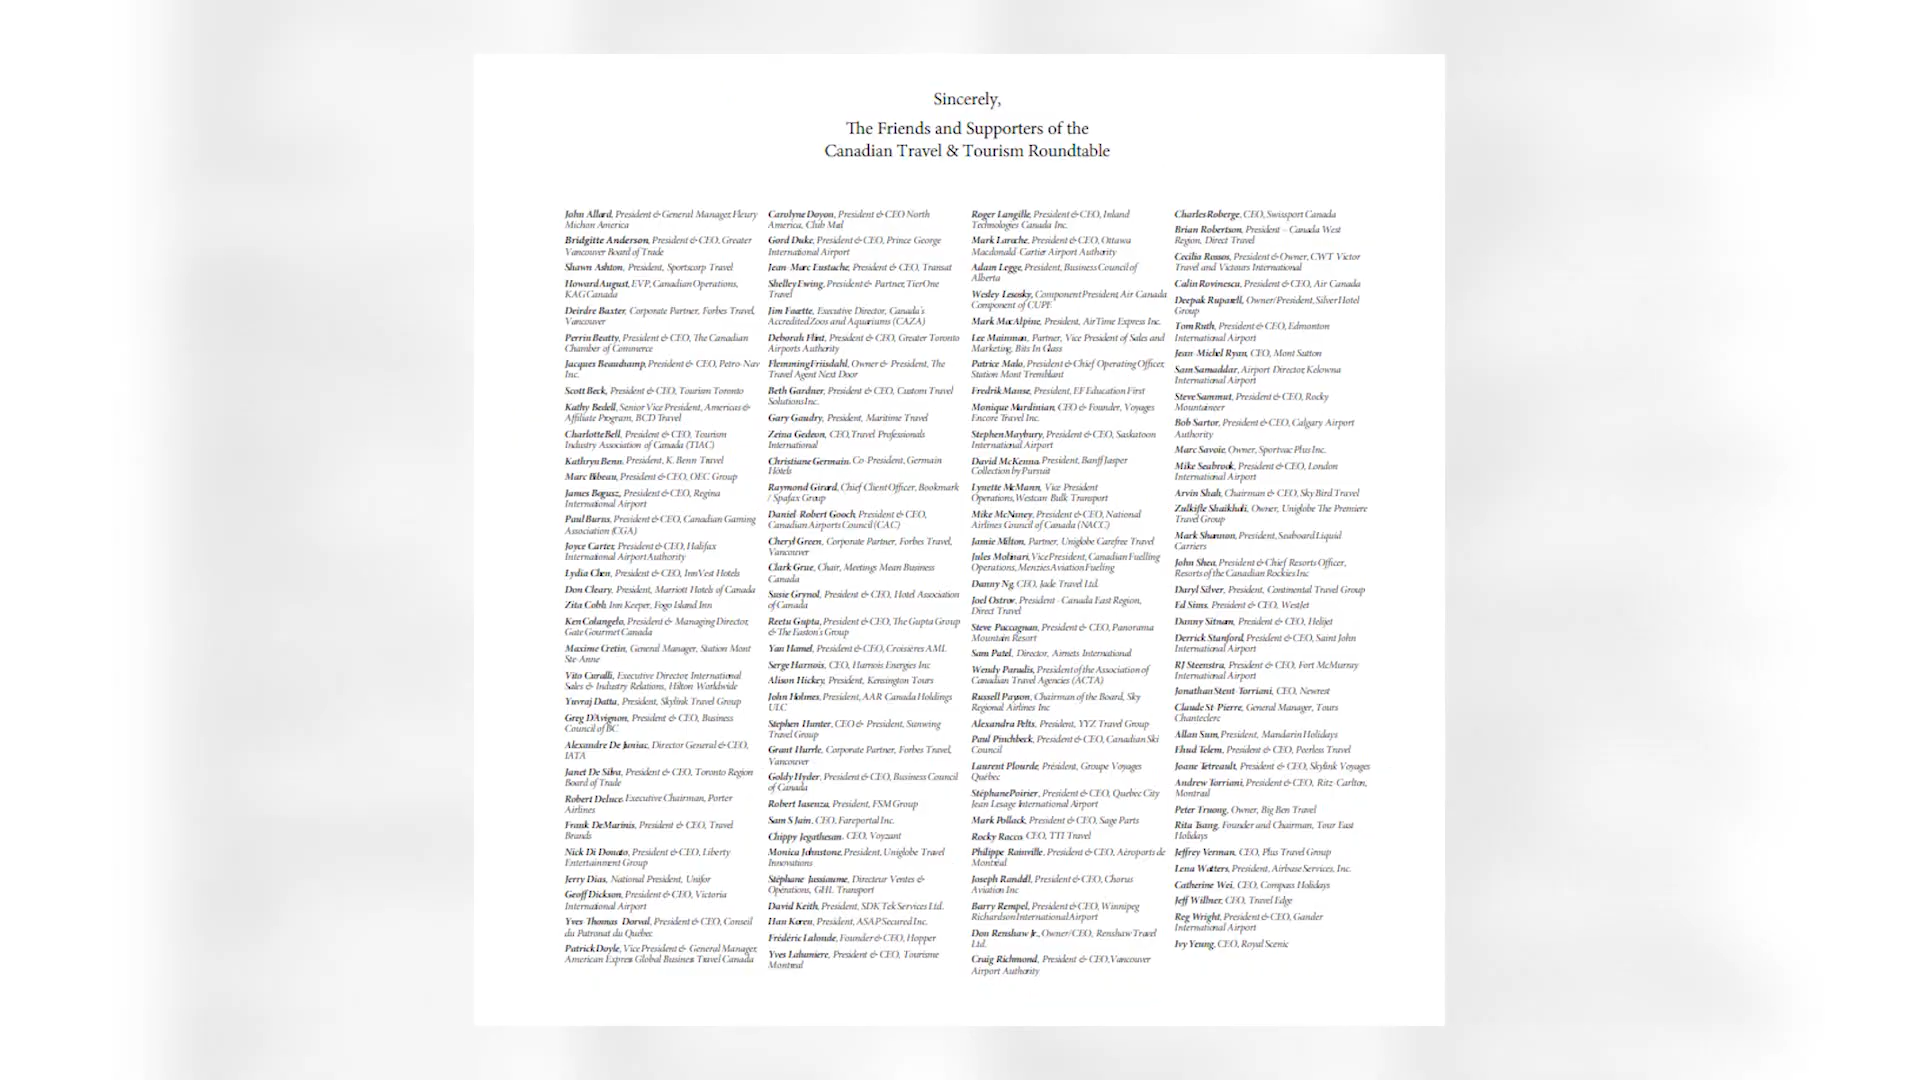 Sincerely,
The Friends and Supporters of the
Canadian Travel & Tourism Roundtable
John Allard, President & General Manager, Fleury
Michon America
Bridgitte Anderson, President & CEO, Greater
Vancouver Board of Trade
Shawn Ashton, President, Sportscorp Travel
Howard August, EVP, Canadian Operations,
KAG Canada
Deirdre Baxter, Corporate Partner, Forbes Travel,
Vancouver
Perrin Beatty, President & CEO, The Canadian
Chamber of Commerce
Jacques Beauchamp, President & CEO, Petro-Nav
Inc.
Scott Beck, President & CEO, Tourism Toronto
Kathy Bedell, Senior Vice President, Americas &
Affiliate Program, BCD Travel
Charlotte Bell, President & CEO, Tourism
Industry Association of Canada (TIAC)
Kathryn Benn, President, K. Benn Travel
Marc Bibeau, President & CEO, OEC Group
James Bogusz, President & CEO, Regina
International Airport
Paul Burns, President & CEO, Canadian Gaming
Association (CGA)
Joyce Carter, President & CEO, Halifax
International Airport Authority
Lydia Chen, President & CEO, InnVest Hotels
Don Cleary, President, Marriott Hotels of Canada
Zita Cobb, Inn Keeper, Fogo Island Inn
Ken Colangelo, President & Managing Director,
Gate Gourmet Canada
Maxime Cretin, General Manager, Station Mont
Ste-Anne
Vito Curalli, Executive Director, International
Sales & Industry Relations, Hilton Worldwide
Yuvraj Datta, President, Skylink Travel Group
Greg D'Avignon, President & CEO, Business
Council of BC
Alexandre De Juniac, Director General & CEO,
IATA
Janet De Silva, President & CEO, Toronto Region
Board of Trade
Robert Deluce, Executive Chairman, Porter
Airlines
Frank DeMarinis, President & CEO, Travel
Brands
Nick Di Donato, President & CEO, Liberty
Entertainment Group
Jerry Dias, National President, Unifor
Geoff Dickson, President & CEO, Victoria
International Airport
Yves-Thomas Dorval, President & CEO, Conseil
du Patronat du Québec
Patrick Doyle, Vice President & General Manager,
American Express Global Business Travel Canada
Carolyne Doyon, President & CEO North
America, Club Med
Gord Duke, President & CEO, Prince George
International Airport
Jean-Marc Eustache, President & CEO, Transat
Shelley Ewing, President & Partner, TierOne
Travel
Jim Facette, Executive Director, Canada's
Accredited Zoos and Aquariums (CAZA)
Deborah Flint, President & CEO, Greater Toronto
Airports Authority
Flemming Friisdahl, Owner & President, The
Travel Agent Next Door
Beth Gardner, President & CEO, Custom Travel
Solutions Inc.
Gary Gaudry, President, Maritime Travel
Zeina Gedeon, CEO, Travel Professionals
International
Christiane Germain, Co-President, Germain
Hôtels
Raymond Girard, Chief Client Officer, Bookmark
/ Spafax Group
Daniel-Robert Gooch, President & CEO,
Canadian Airports Council (CAC)
Cheryl Green, Corporate Partner, Forbes Travel,
Vancouver
Clark Grue, Chair, Meetings Mean Business
Canada
Susie Grynol, President & CEO, Hotel Association
of Canada
Reetu Gupta, President & CEO, The Gupta Group
& The Easton's Group
Yan Hamel, President & CEO, Croisières AML
Serge Harnois, CEO, Harnois Energies Inc
Alison Hickey, President, Kensington Tours
John Holmes, President, AAR Canada Holdings
ULC
Stephen Hunter, CEO & President, Sunwing
Travel Group
Grant Hurrle, Corporate Partner, Forbes Travel,
Vancouver
Goldy Hyder, President & CEO, Business Council
of Canada
Robert Iasenza, President, FSM Group
Sam S Jain, CEO, Fareportal Inc.
Chippy Jegathesan, CEO, Voyzant
Monica Johnstone, President, Uniglobe Travel
Innovations
Stéphane Jussiaume, Directeur Ventes &
Opérations, GHL Transport
David Keith, President, SDK Tek Services Ltd.
Han Koren, President, ASAP Secured Inc.
Frédéric Lalonde, Founder & CEO, Hopper
Yves Lalumiere, President & CEO, Tourisme
Montreal
Roger Langille, President & CEO, Inland
Technologies Canada Inc.
Mark Laroche, President & CEO, Ottawa
Macdonald-Cartier Airport Authority
Adam Legge, President, Business Council of
Alberta
Wesley Lesosky, Component President, Air Canada
Component of CUPE
Mark MacAlpine, President, AirTime Express Inc.
Lee Mainman, Partner, Vice President of Sales and
Marketing, Bits In Glass
Patrice Malo, President & Chief Operating Officer,
Station Mont Tremblant
Fredrik Manse, President, EF Education First
Monique Mardinian, CEO & Founder, Voyages
Encore Travel Inc.
Stephen Maybury, President & CEO, Saskatoon
International Airport
David McKenna, President, Banff Jasper
Collection by Pursuit
Lynette McMann, Vice President
Operations, Westcan Bulk Transport
Mike McNaney, President & CEO, National
Airlines Council of Canada (NACC)
Jamie Milton, Partner, Uniglobe Carefree Travel
Jules Molinari, Vice President, Canadian Fuelling
Operations, Menzies Aviation Fueling
Danny Ng, CEO, Jade Travel Ltd.
Joel Ostrov, President - Canada East Region,
Direct Travel
Steve Paccagnan, President & CEO, Panorama
Mountain Resort
Sam Patel, Director, Airnets International
Wendy Paradis, President of the Association of
Canadian Travel Agencies (ACTA)
Russell Payson, Chairman of the Board, Sky
Regional Airlines Inc
Alexandra Pelts, President, YYZ Travel Group
Paul Pinchbeck, President & CEO, Canadian Ski
Council
Laurent Plourde, Président, Groupe Voyages
Québec
Stéphane Poirier, President & CEO, Quebec City
Jean Lesage International Airport
Mark Pollack, President & CEO, Sage Parts
Rocky Racco, CEO, TTI Travel
Philippe Rainville, President & CEO, Aéroports de
Montréal
Joseph Randell, President & CEO, Chorus
Aviation Inc
Barry Rempel, President & CEO, Winnipeg
Richardson International Airport
Don Renshaw Jr., Owner/CEO, Renshaw Travel
Ltd.
Craig Richmond, President & CEO, Vancouver
Airport Authority
Charles Roberge, CEO, Swissport Canada
Brian Robertson, President – Canada West
Region, Direct Travel
Cecilia Rossos, President & Owner, CWT Victor
Travel and Victours International
Calin Rovinescu, President & CEO, Air Canada
Deepak Ruparell, Owner/President, Silver Hotel
Group
Tom Ruth, President & CEO, Edmonton
International Airport
Jean-Michel Ryan, CEO, Mont Sutton
Sam Samaddar, Airport Director, Kelowna
International Airport
Steve Sammut, President & CEO, Rocky
Mountaineer
Bob Sartor, President & CEO, Calgary Airport
Authority
Marc Savoie, Owner, Sportvac Plus Inc.
Mike Seabrook, President & CEO, London
International Airport
Arvin Shah, Chairman & CEO, Sky Bird Travel
Zulkifle Shaikhdi, Owner, Uniglobe The Premiere
Travel Group
Mark Shannon, President, Seaboard Liquid
Carriers
John Shea, President & Chief Resorts Officer,
Resorts of the Canadian Rockies Inc
Daryl Silver, President, Continental Travel Group
Ed Sims, President & CEO, WestJet
Danny Sitnam, President & CEO, Helijet
Derrick Stanford, President & CEO, Saint John
International Airport
RJ Steenstra, President & CEO, Fort McMurray
International Airport
Jonathan Stent-Torriani, CEO, Newrest
Claude St-Pierre, General Manager, Tours
Chanteclerc
Allan Sum, President, Mandarin Holidays
Ehud Telem, President & CEO, Peerless Travel
Joane Tetreault, President & CEO, Skylink Voyages
Andrew Torriani, President & CEO, Ritz-Carlton,
Montreal
Peter Truong, Owner, Big Ben Travel
Rita Tsang, Founder and Chairman, Tour East
Holidays
Jeffrey Verman, CEO, Plus Travel Group
Lena Watters, President, Airbase Services, Inc.
Catherine Wei, CEO, Compass Holidays
Jeff Willner, CEO, Travel Edge
Reg Wright, President & CEO, Gander
International Airport
Ivy Yeung, CEO, Royal Scenic